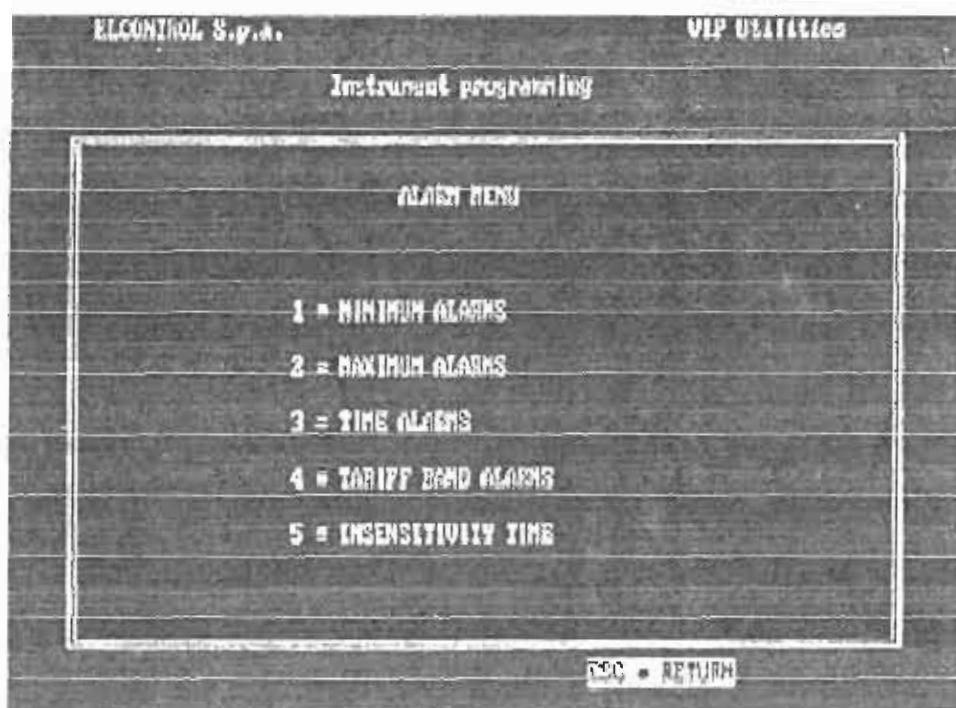 ELCONTROL S.p.a. VIP Utilities
Instrument programming
ALARM MENU
1 = MINIMUM ALARMS
2 = MAXIMUM ALARMS
3 = TIME ALARMS
4 = TARIFF BAND ALARMS
5 = INSENSITIVITY TIME
ESC = RETURN